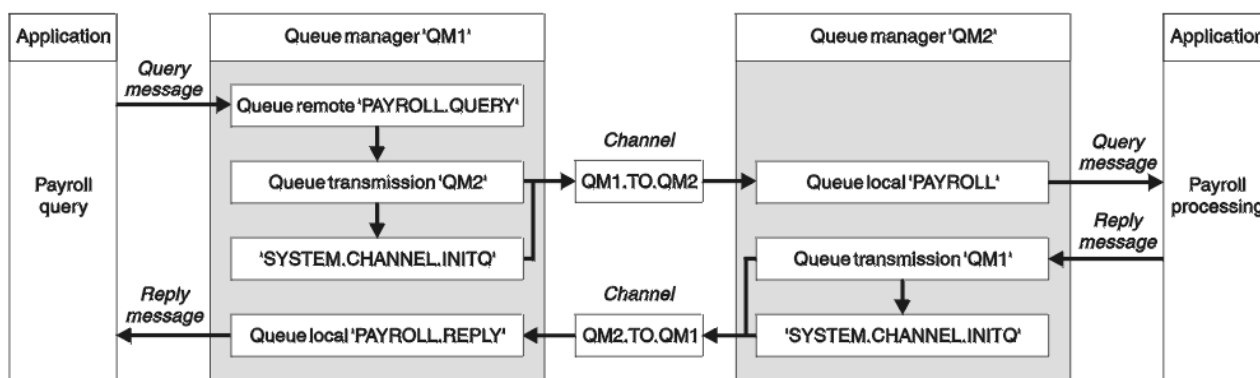 Application
Queue manager 'QM1'
Queue manager 'QM2'
Application
Query
message
Queue remote 'PAYROLL.QUERY'
Channel
Query
message
Payroll
query
Queue transmission 'QM2'
QM1.TO.QM2
Queue local 'PAYROLL'
Payroll
processing
Reply
message
'SYSTEM.CHANNEL.INITQ'
Queue transmission 'QM1'
Reply
message
Channel
Queue local 'PAYROLL.REPLY'
QM2.TO.QM1
'SYSTEM.CHANNEL.INITQ'